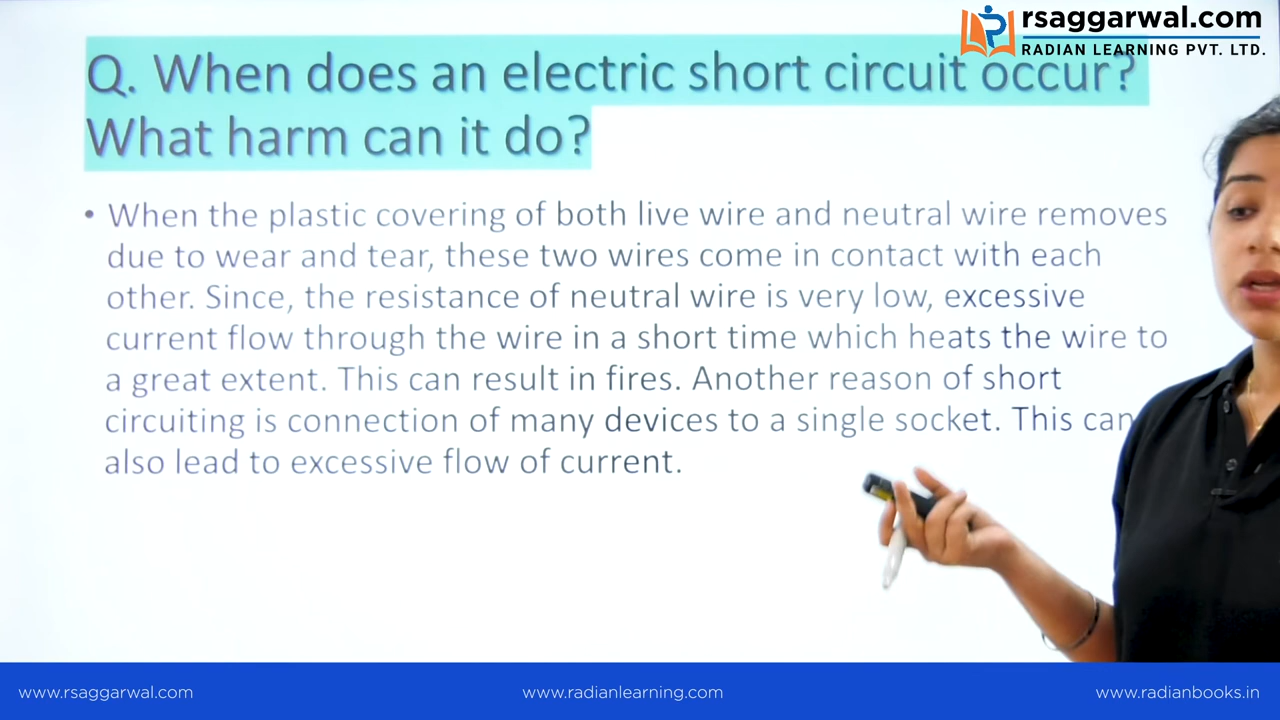 rsaggarwal.com
RADIAN LEARNING PVT. LTD.
Q. When does an electric short circuit occur?
What harm can it do?
• When the plastic covering of both live wire and neutral wire removes
due to wear and tear, these two wires come in contact with each
other. Since, the resistance of neutral wire is very low, excessive
current flow through the wire in a short time which heats the wire to
a great extent. This can result in fires. Another reason of short
circuiting is connection of many devices to a single socket. This can
also lead to excessive flow of current.
www.rsaggarwal.com
www.radianlearning.com
www.radianbooks.in